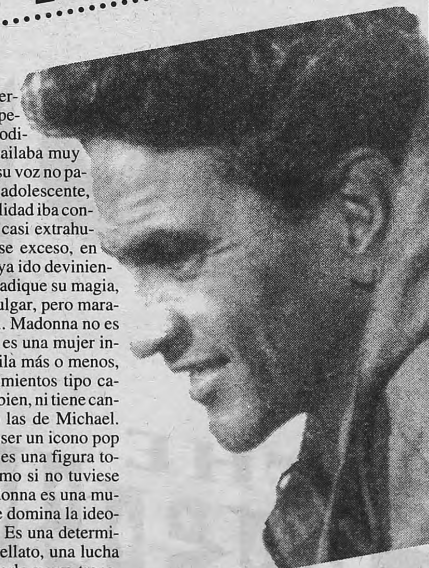 er-
pe-
odi-
ailaba muy
su voz no pa-
adolescente,
lidad iba con-
casi extrahu-
se exceso, en
ya ido devinien-
adique su magia,
ulgar, pero mara-
. Madonna no es
es una mujer in-
ila más o menos,
mientos tipo ca-
bien, ni tiene can-
las de Michael.
ser un icono pop
es una figura to-
mo si no tuviese
donna es una mu-
e domina la ideo-
Es una determi-
ellato, una lucha